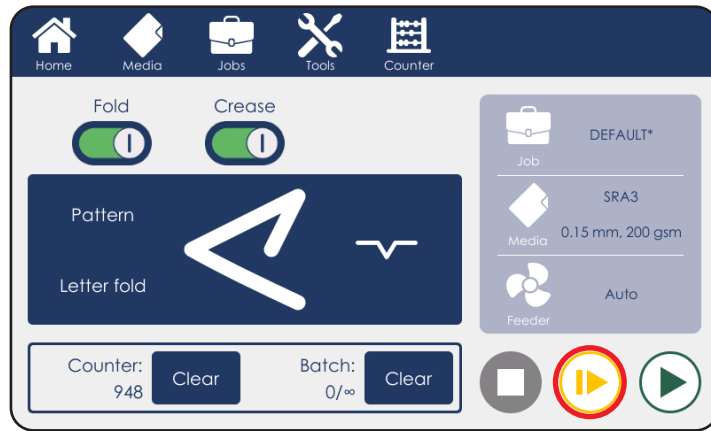 Home Media Jobs Tools Counter
Fold Crease
Pattern
Letter fold
Counter:
948
Clear
Batch:
0/∞
Clear
Job
DEFAULT*
Media
SRA3
0.15 mm, 200 gsm
Feeder
Auto